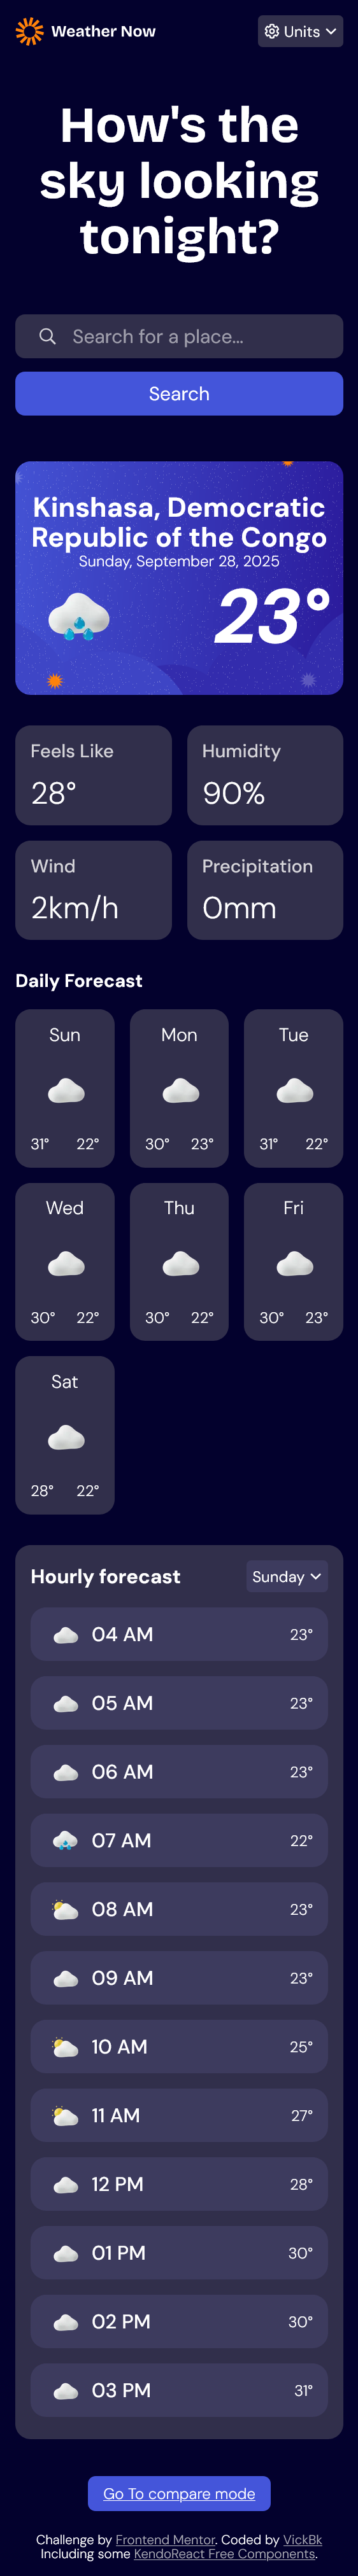 Weather Now
Units
How's the
sky looking
tonight?
Search for a place...
Search
Kinshasa, Democratic
Republic of the Congo
Sunday, September 28, 2025
23°
Feels Like
Humidity
28°
90%
Wind
Precipitation
2km/h
0mm
Daily Forecast
Sun
Mon
Tue
31° 22°
30° 23°
31° 22°
Wed
Thu
Fri
30° 22°
30° 22°
30° 23°
Sat
28° 22°
Hourly forecast
Sunday
04 AM 23°
05 AM 23°
06 AM 23°
07 AM 22°
08 AM 23°
09 AM 23°
10 AM 25°
11 AM 27°
12 PM 28°
01 PM 30°
02 PM 30°
03 PM 31°
Go To compare mode
Challenge by Frontend Mentor. Coded by VickBk
Including some KendoReact Free Components.